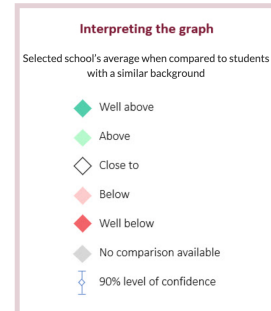 Interpreting the graph
Selected school's average when compared to students
with a similar background
Well above
Above
Close to
Below
Well below
No comparison available
90% level of confidence